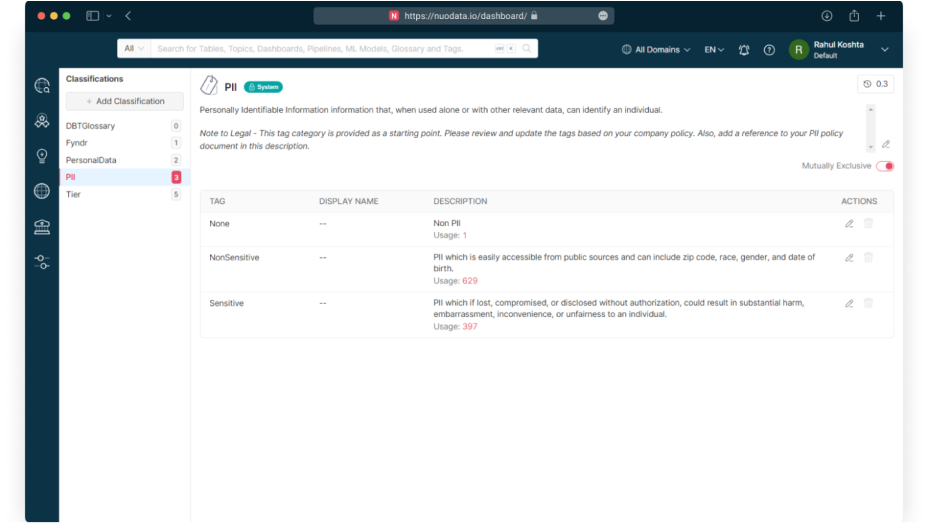 N https://nuodata.io/dashboard/
All
Search for Tables, Topics, Dashboards, Pipelines, ML Models, Glossary and Tags.
K
All Domains
EN
R
Rahul Koshta
Default
Classifications
+ Add Classification
DBTGlossary 0
Fyndr 1
PersonalData 2
PII 3
Tier 5
PII
System
0.3
Personally Identifiable Information information that, when used alone or with other relevant data, can identify an individual.
Note to Legal - This tag category is provided as a starting point. Please review and update the tags based on your company policy. Also, add a reference to your PII policy
document in this description.
Mutually Exclusive
TAG DISPLAY NAME DESCRIPTION ACTIONS
None -- Non PII
Usage: 1
NonSensitive -- PII which is easily accessible from public sources and can include zip code, race, gender, and date of
birth.
Usage: 629
Sensitive -- PII which if lost, compromised, or disclosed without authorization, could result in substantial harm,
embarrassment, inconvenience, or unfairness to an individual.
Usage: 397